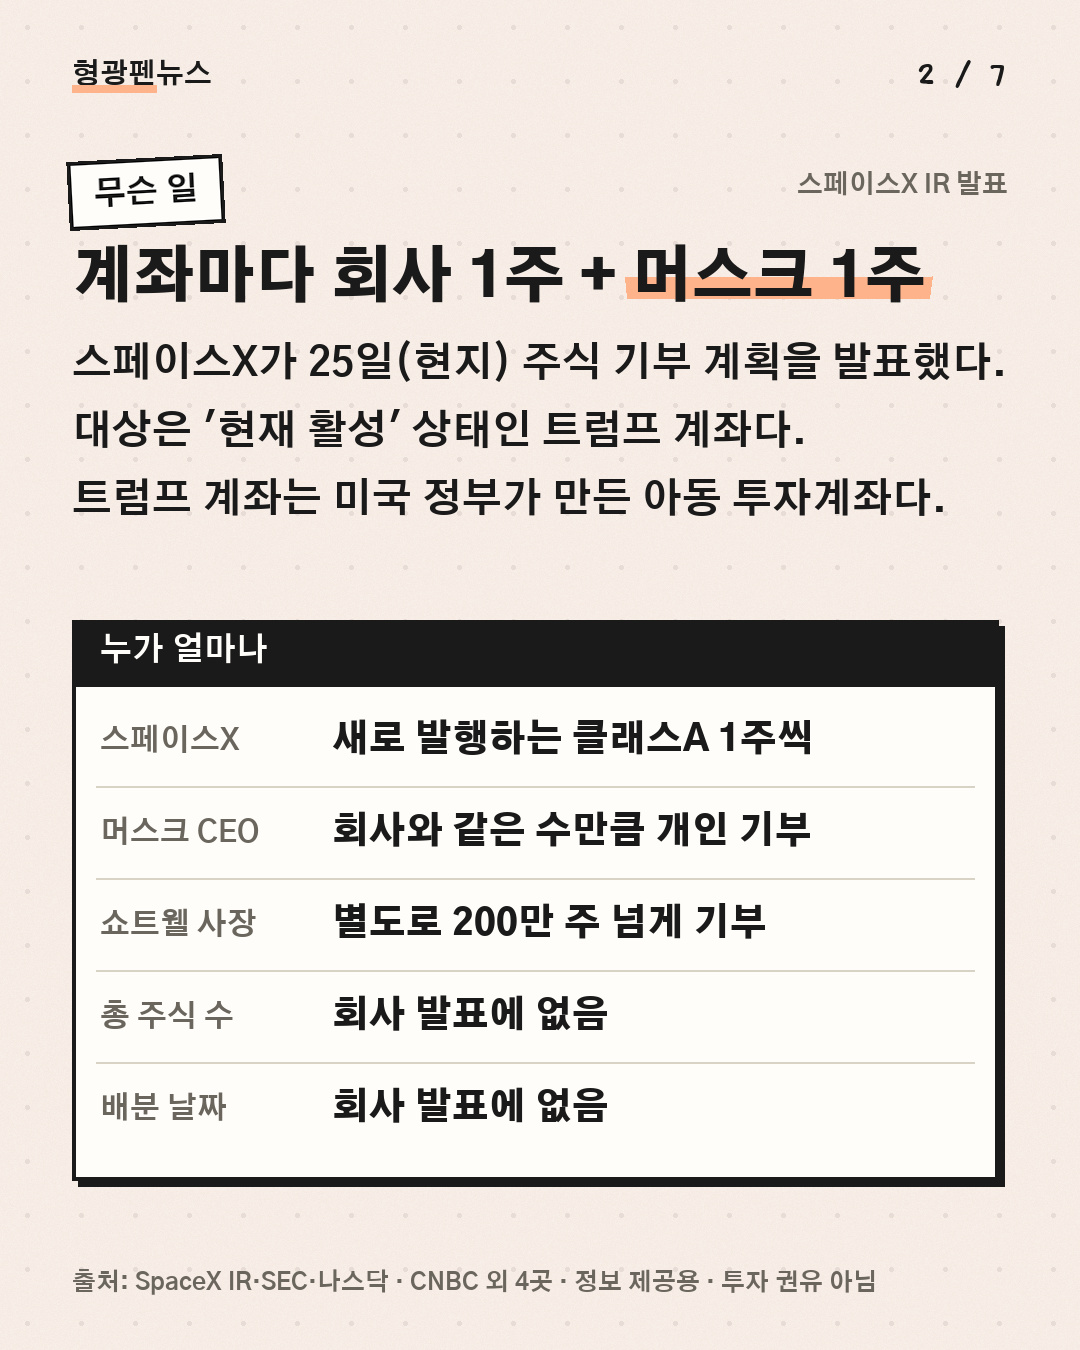 형광펜뉴스
2 / 7
무슨 일
스페이스X IR 발표
계좌마다 회사 1주 + 머스크 1주
스페이스X가 25일(현지) 주식 기부 계획을 발표했다.
대상은 '현재 활성' 상태인 트럼프 계좌다.
트럼프 계좌는 미국 정부가 만든 아동 투자계좌다.
누가 얼마나
스페이스X 새로 발행하는 클래스A 1주씩
머스크 CEO 회사와 같은 수만큼 개인 기부
쇼트웰 사장 별도로 200만 주 넘게 기부
총 주식 수 회사 발표에 없음
배분 날짜 회사 발표에 없음
출처: SpaceX IR·SEC·나스닥 · CNBC 외 4곳 · 정보 제공용 · 투자 권유 아님